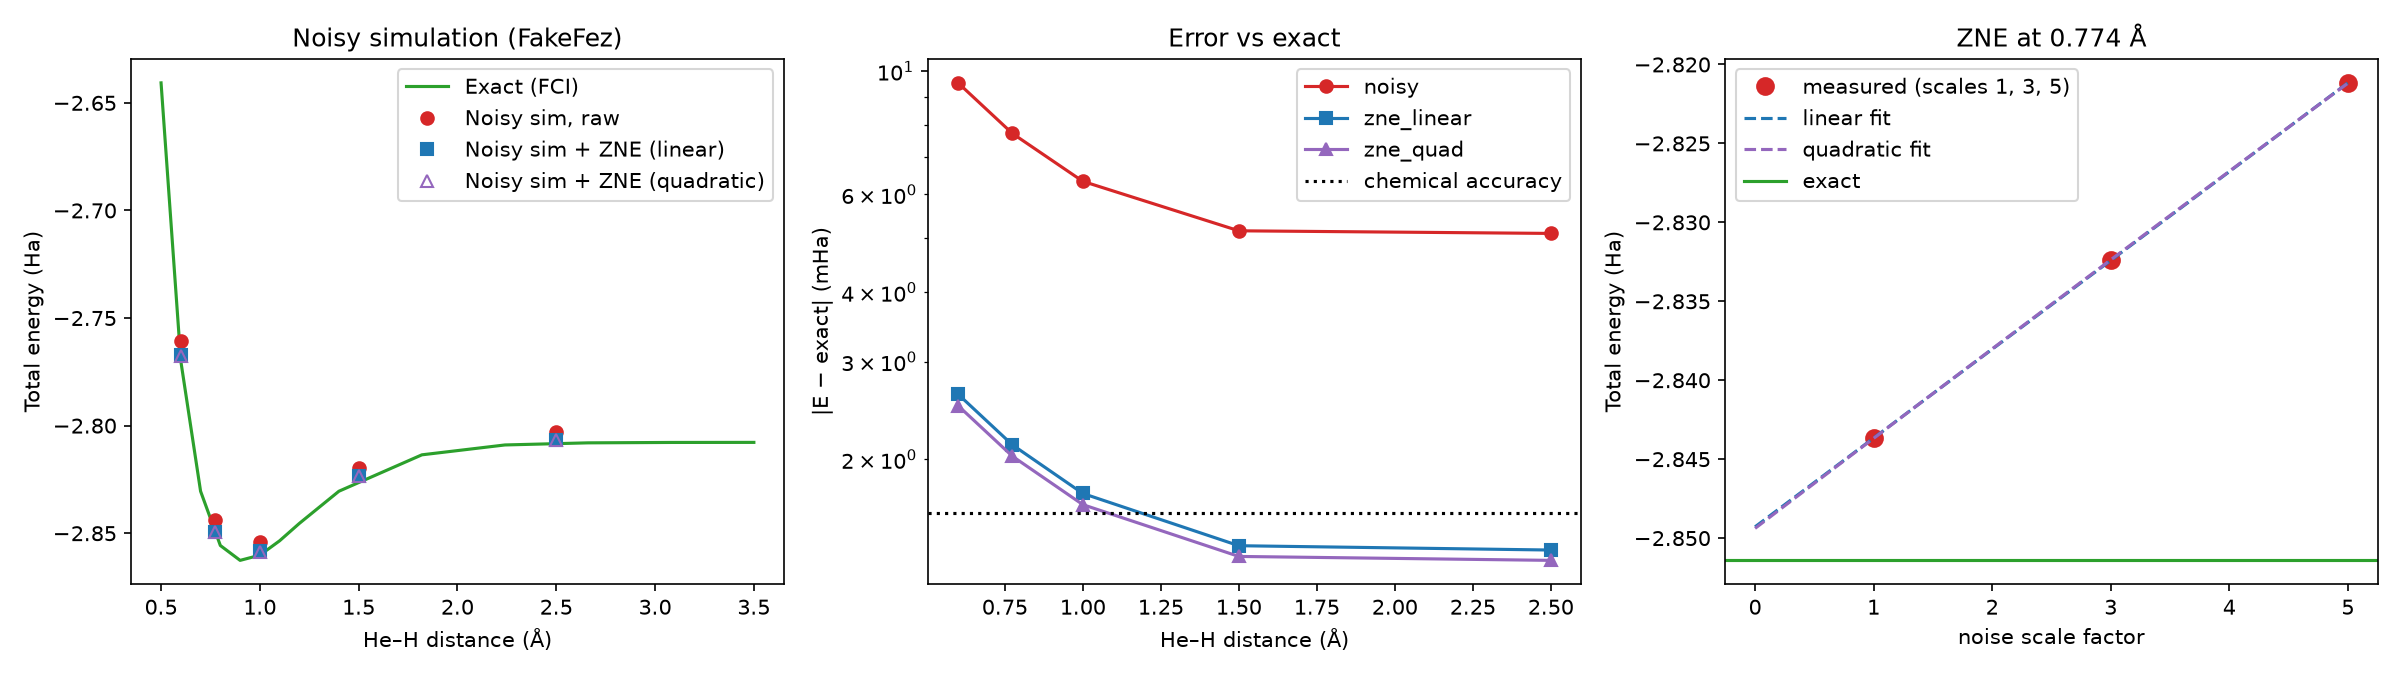 Noisy simulation (FakeFez)
Exact (FCI)
Noisy sim, raw
Noisy sim + ZNE (linear)
Noisy sim + ZNE (quadratic)
Total energy (Ha)
−2.65
−2.70
−2.75
−2.80
−2.85
0.5 1.0 1.5 2.0 2.5 3.0 3.5
He–H distance (Å)
Error vs exact
noisy
zne_linear
zne_quad
chemical accuracy
|E − exact| (mHa)
10¹
6 × 10⁰
4 × 10⁰
3 × 10⁰
2 × 10⁰
0.75 1.00 1.25 1.50 1.75 2.00 2.25 2.50
He–H distance (Å)
ZNE at 0.774 Å
measured (scales 1, 3, 5)
linear fit
quadratic fit
exact
Total energy (Ha)
−2.820
−2.825
−2.830
−2.835
−2.840
−2.845
−2.850
0 1 2 3 4 5
noise scale factor